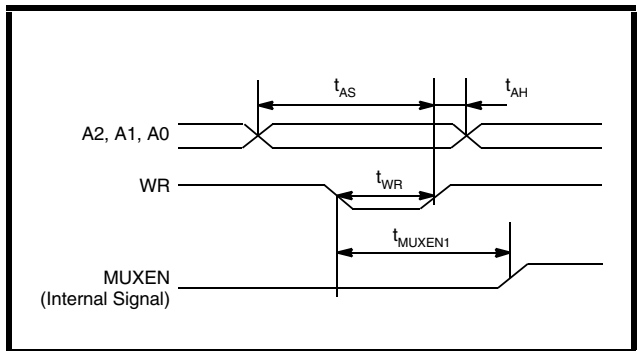 t_AS
t_AH
A2, A1, A0
WR
t_WR
t_MUXEN1
MUXEN
(Internal Signal)